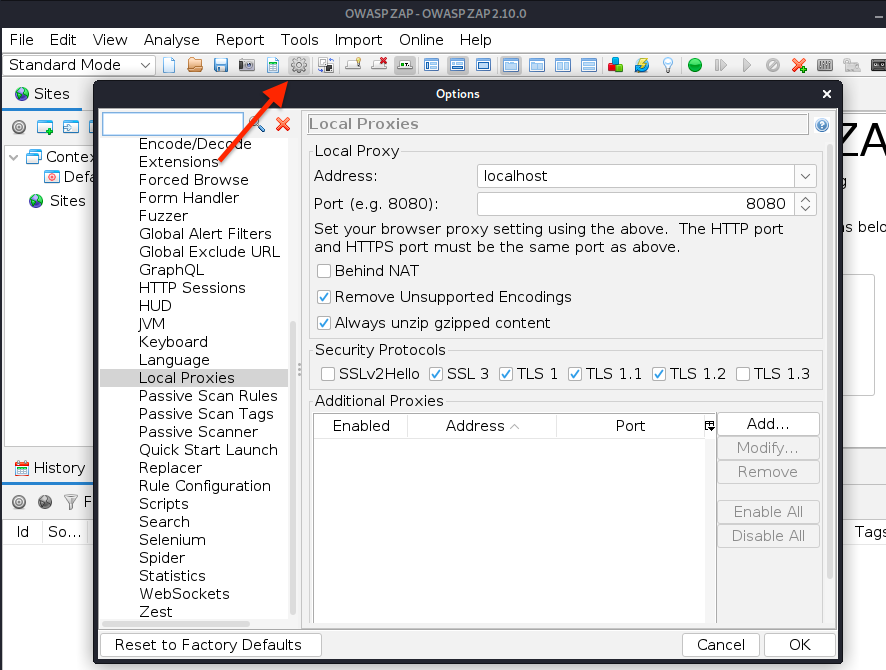 OWASP ZAP - OWASP ZAP 2.10.0
File Edit View Analyse Report Tools Import Online Help
Standard Mode
Sites
Options
Contex
Defa
Sites
Encode/Decode
Extensions
Forced Browse
Form Handler
Fuzzer
Global Alert Filters
Global Exclude URL
GraphQL
HTTP Sessions
HUD
JVM
Keyboard
Language
Local Proxies
Passive Scan Rules
Passive Scan Tags
Passive Scanner
Quick Start Launch
Replacer
Rule Configuration
Scripts
Search
Selenium
Spider
Statistics
WebSockets
Zest
Local Proxies
Local Proxy
Address: localhost
Port (e.g. 8080): 8080
Set your browser proxy setting using the above. The HTTP port
and HTTPS port must be the same port as above.
Behind NAT
Remove Unsupported Encodings
Always unzip gzipped content
Security Protocols
SSLv2Hello SSL 3 TLS 1 TLS 1.1 TLS 1.2 TLS 1.3
Additional Proxies
Enabled Address Port
Add...
Modify...
Remove
Enable All
Disable All
Reset to Factory Defaults Cancel OK
ZA
g
as belo
History
F
Id So... Tags